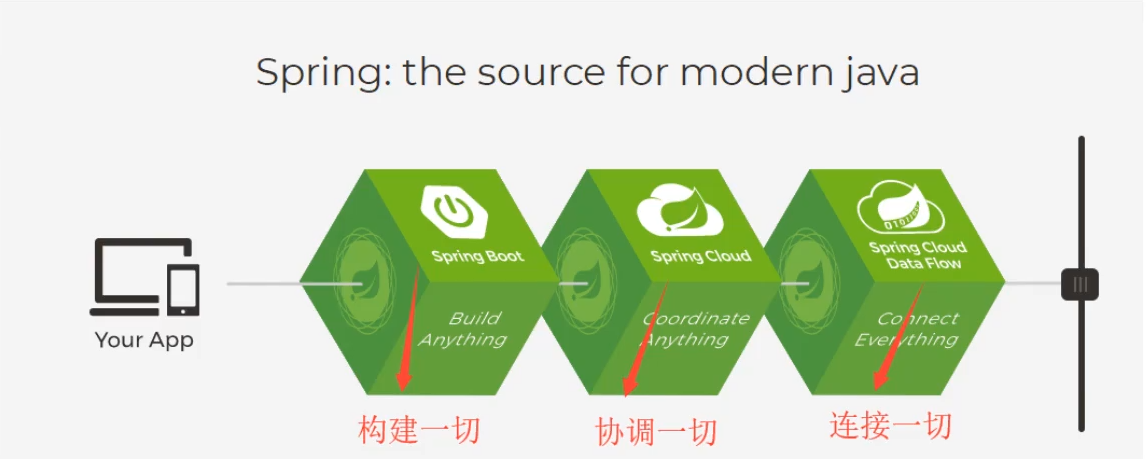 Spring: the source for modern java
Your App
Spring Boot
Build
Anything
构建一切
Spring Cloud
Coordinate
Anything
协调一切
Spring Cloud
Data Flow
Connect
Everything
连接一切